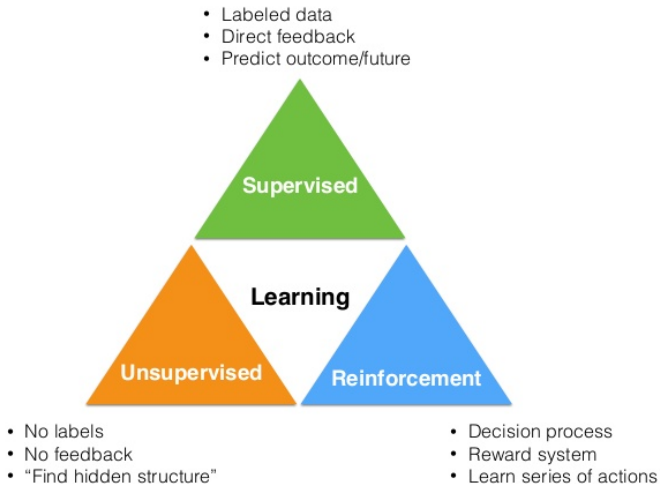 • Labeled data
• Direct feedback
• Predict outcome/future
Supervised
Learning
Unsupervised
Reinforcement
• No labels
• No feedback
• “Find hidden structure”
• Decision process
• Reward system
• Learn series of actions